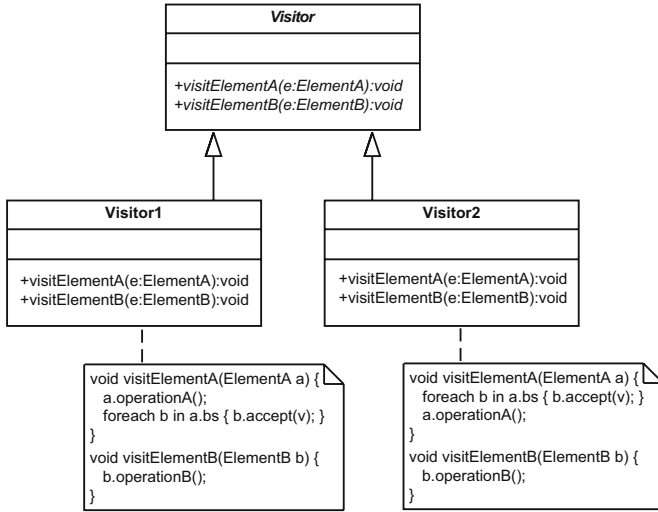 Visitor
+visitElementA(e:ElementA):void
+visitElementB(e:ElementB):void
Visitor1
+visitElementA(e:ElementA):void
+visitElementB(e:ElementB):void
Visitor2
+visitElementA(e:ElementA):void
+visitElementB(e:ElementB):void
void visitElementA(ElementA a) {
a.operationA();
foreach b in a.bs { b.accept(v); }
}
void visitElementB(ElementB b) {
b.operationB();
}
void visitElementA(ElementA a) {
foreach b in a.bs { b.accept(v); }
a.operationA();
}
void visitElementB(ElementB b) {
b.operationB();
}